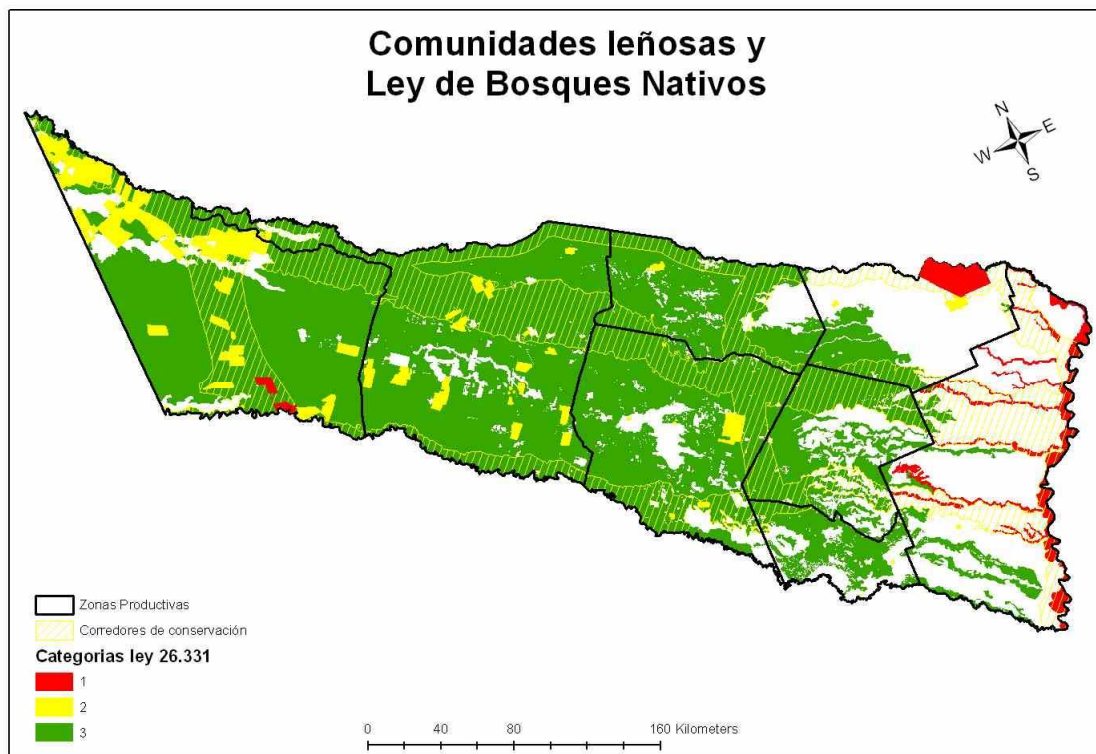 Comunidades leñosas y
Ley de Bosques Nativos
N
E
W
S
Zonas Productivas
Corredores de conservación
Categorias ley 26.331
1
2
3
0 40 80 160 Kilometers